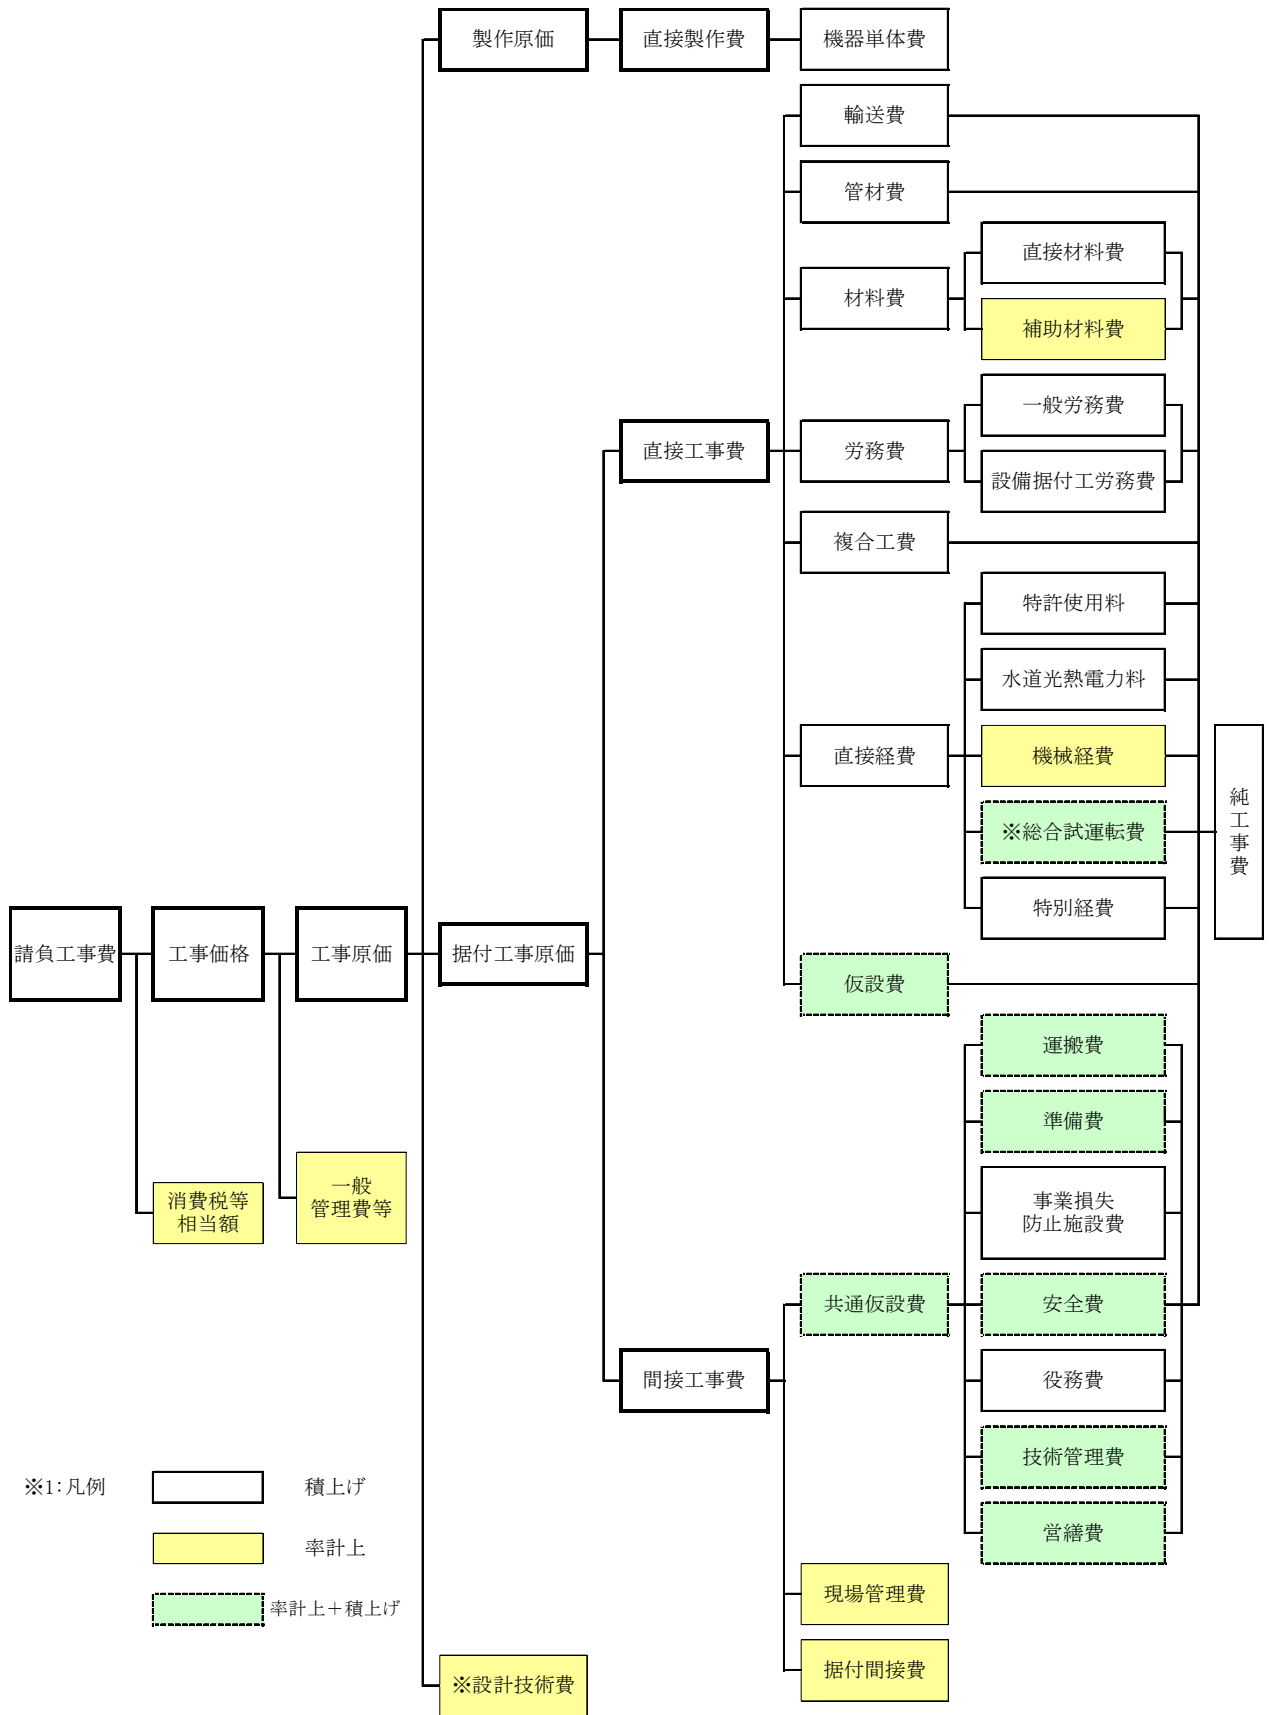 製作原価
直接製作費
機器単体費
輸送費
管材費
直接材料費
材料費
補助材料費
一般労務費
直接工事費
労務費
設備据付工労務費
複合工費
特許使用料
水道光熱電力料
直接経費
機械経費
純工事費
※総合試運転費
特別経費
請負工事費
工事価格
工事原価
据付工事原価
仮設費
運搬費
準備費
消費税等
相当額
一般
管理費等
事業損失
防止施設費
共通仮設費
安全費
間接工事費
役務費
技術管理費
※1:凡例
積上げ
営繕費
率計上
現場管理費
率計上＋積上げ
据付間接費
※設計技術費